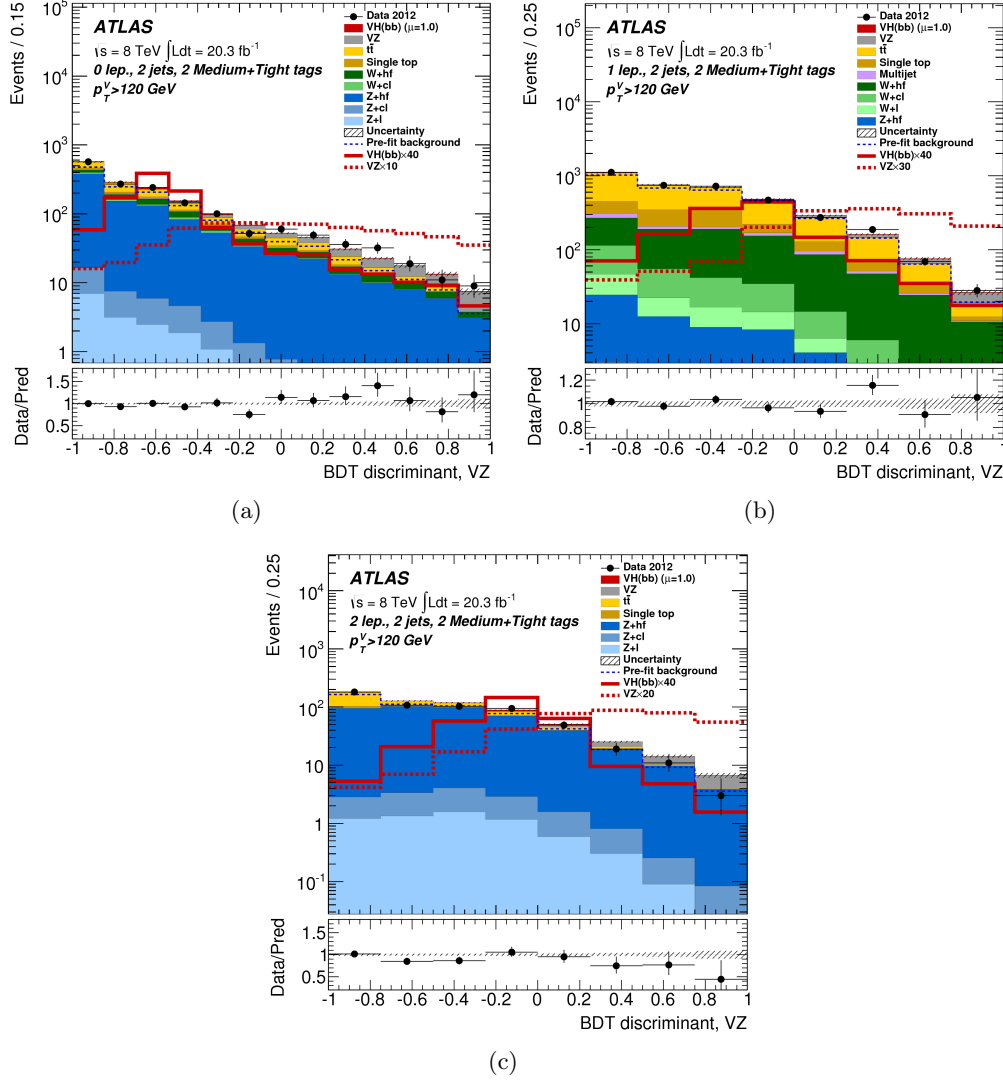 ATLAS
√s = 8 TeV ∫Ldt = 20.3 fb⁻¹
0 lep., 2 jets, 2 Medium+Tight tags
p_T^V>120 GeV
Data 2012
VH(bb) (μ=1.0)
VZ
tt̄
Single top
W+hf
W+cl
Z+hf
Z+cl
Z+l
Uncertainty
Pre-fit background
VH(bb)×40
VZ×10
Events / 0.15
10⁵
10⁴
10³
10²
10
1
Data/Pred
1.5
1
0.5
-1 -0.8 -0.6 -0.4 -0.2 0 0.2 0.4 0.6 0.8 1
BDT discriminant, VZ
(a)
ATLAS
√s = 8 TeV ∫Ldt = 20.3 fb⁻¹
1 lep., 2 jets, 2 Medium+Tight tags
p_T^V>120 GeV
Data 2012
VH(bb) (μ=1.0)
VZ
tt̄
Single top
Multijet
W+hf
W+cl
W+l
Z+hf
Uncertainty
Pre-fit background
VH(bb)×40
VZ×30
Events / 0.25
10⁵
10⁴
10³
10²
10
Data/Pred
1.2
1
0.8
-1 -0.8 -0.6 -0.4 -0.2 0 0.2 0.4 0.6 0.8 1
BDT discriminant, VZ
(b)
ATLAS
√s = 8 TeV ∫Ldt = 20.3 fb⁻¹
2 lep., 2 jets, 2 Medium+Tight tags
p_T^V>120 GeV
Data 2012
VH(bb) (μ=1.0)
VZ
tt̄
Single top
Z+hf
Z+cl
Z+l
Uncertainty
Pre-fit background
VH(bb)×40
VZ×20
Events / 0.25
10⁴
10³
10²
10
1
10⁻¹
Data/Pred
1.5
1
0.5
-1 -0.8 -0.6 -0.4 -0.2 0 0.2 0.4 0.6 0.8 1
BDT discriminant, VZ
(c)